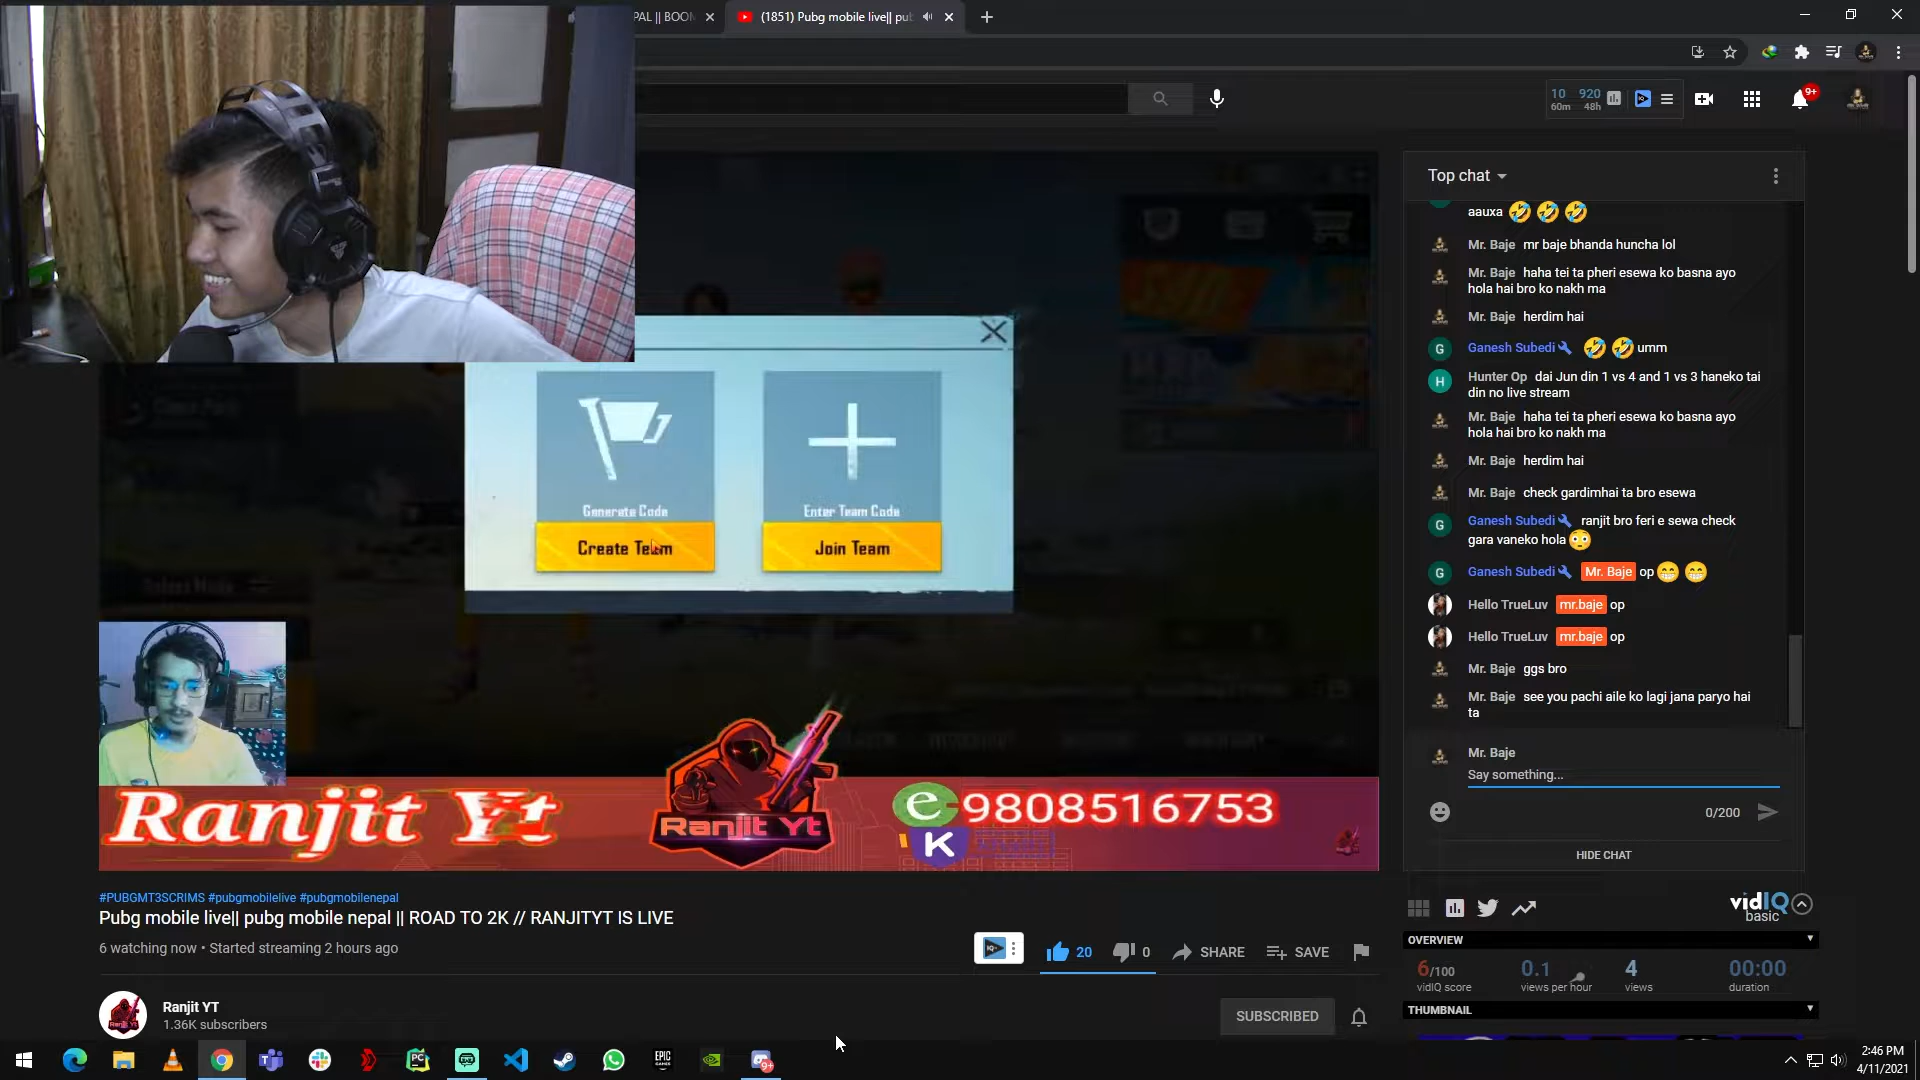 PAL || BOOM
(1851) Pubg mobile live|| pub
10 920
60m 48h
9+
Top chat
aauxa 🤣 🤣 🤣
Mr. Baje mr baje bhanda huncha lol
Mr. Baje haha tei ta pheri esewa ko basna ayo
hola hai bro ko nakh ma
Mr. Baje herdim hai
G Ganesh Subedi 🤣 🤣 umm
H Hunter Op dai Jun din 1 vs 4 and 1 vs 3 haneko tai
din no live stream
Mr. Baje haha tei ta pheri esewa ko basna ayo
hola hai bro ko nakh ma
Mr. Baje herdim hai
Mr. Baje check gardimhai ta bro esewa
G Ganesh Subedi ranjit bro feri e sewa check
gara vaneko hola 😳
G Ganesh Subedi Mr. Baje op 😁 😁
Hello TrueLuv mr.baje op
Hello TrueLuv mr.baje op
Mr. Baje ggs bro
Mr. Baje see you pachi aile ko lagi jana paryo hai
ta
Mr. Baje
Say something...
0/200
HIDE CHAT
Generate Code
Create Team
Enter Team Code
Join Team
Ranjit Yt
Ranjit Yt
e-9808516753
K
#PUBGMT3SCRIMS #pubgmobilelive #pubgmobilenepal
Pubg mobile live|| pubg mobile nepal || ROAD TO 2K // RANJITYT IS LIVE
6 watching now • Started streaming 2 hours ago
20
0
SHARE
SAVE
Ranjit YT
1.36K subscribers
SUBSCRIBED
vidIQ
basic
OVERVIEW
6/100 0.1 4 00:00
vidIQ score views per hour views duration
THUMBNAIL
2:46 PM
4/11/2021